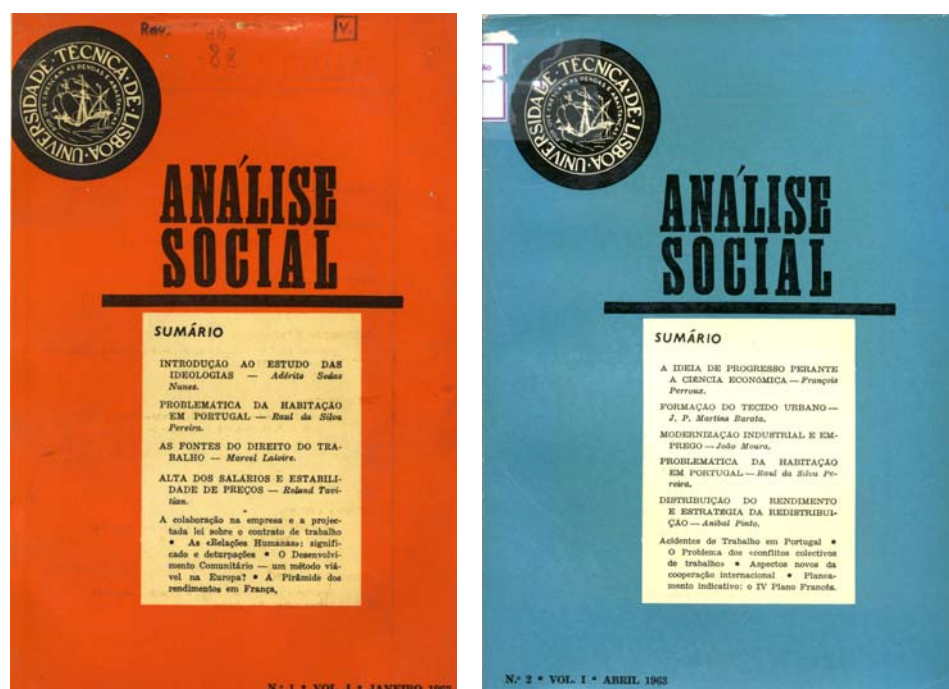 Rev.
88
V.
UNIVERSIDADE·TÉCNICA·DE·LISBOA
ANÁLISE
SOCIAL
SUMÁRIO
INTRODUÇÃO AO ESTUDO DAS
IDEOLOGIAS — Adérito Sedas
Nunes.
PROBLEMÁTICA DA HABITAÇÃO
EM PORTUGAL — Raul da Silva
Pereira.
AS FONTES DO DIREITO DO TRA-
BALHO — Marcel Laloire.
ALTA DOS SALÁRIOS E ESTABILI-
DADE DE PREÇOS — Roland Tavi-
tian.
A colaboração na empresa e a projec-
tada lei sobre o contrato de trabalho
• As «Relações Humanas»: signifi-
cado e deturpações • O Desenvolvi-
mento Comunitário — um método viá-
vel na Europa? • A Pirâmide dos
rendimentos em França,
N.º 1 • VOL. I • JANEIRO 1963
UNIVERSIDADE·TÉCNICA·DE·LISBOA
ANÁLISE
SOCIAL
SUMÁRIO
A IDEIA DE PROGRESSO PERANTE
A CIÊNCIA ECONÓMICA — François
Perroux.
FORMAÇÃO DO TECIDO URBANO —
J. P. Martins Barata.
MODERNIZAÇÃO INDUSTRIAL E EM-
PREGO — João Moura.
PROBLEMÁTICA DA HABITAÇÃO
EM PORTUGAL — Raul da Silva Pe-
reira.
DISTRIBUIÇÃO DO RENDIMENTO
E ESTRATÉGIA DA REDISTRIBUI-
ÇÃO — Aníbal Pinto.
Acidentes de Trabalho em Portugal •
O Problema dos «conflitos colectivos
de trabalho» • Aspectos novos da
cooperação internacional • Planea-
mento indicativo: o IV Plano Francês.
N.º 2 • VOL. I • ABRIL 1963